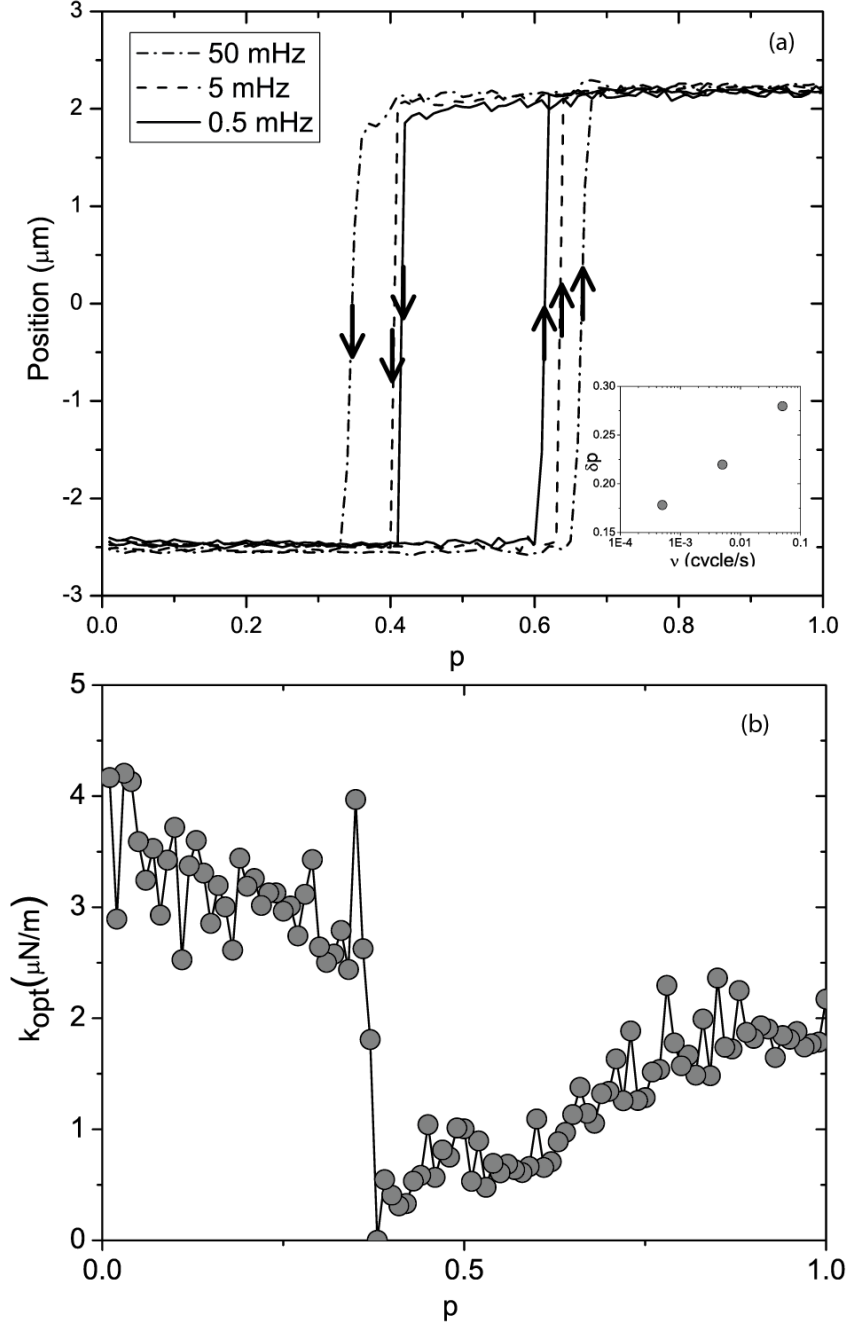 3
2
1
0
-1
-2
-3
Position (μm)
50 mHz
5 mHz
0.5 mHz
(a)
0.30
0.25
0.20
0.15
δp
1E-4
1E-3
0.01
0.1
ν (cycle/s)
0.0
0.2
0.4
0.6
0.8
1.0
p
5
4
3
2
1
0
kopt(μN/m)
(b)
0.0
0.5
1.0
p